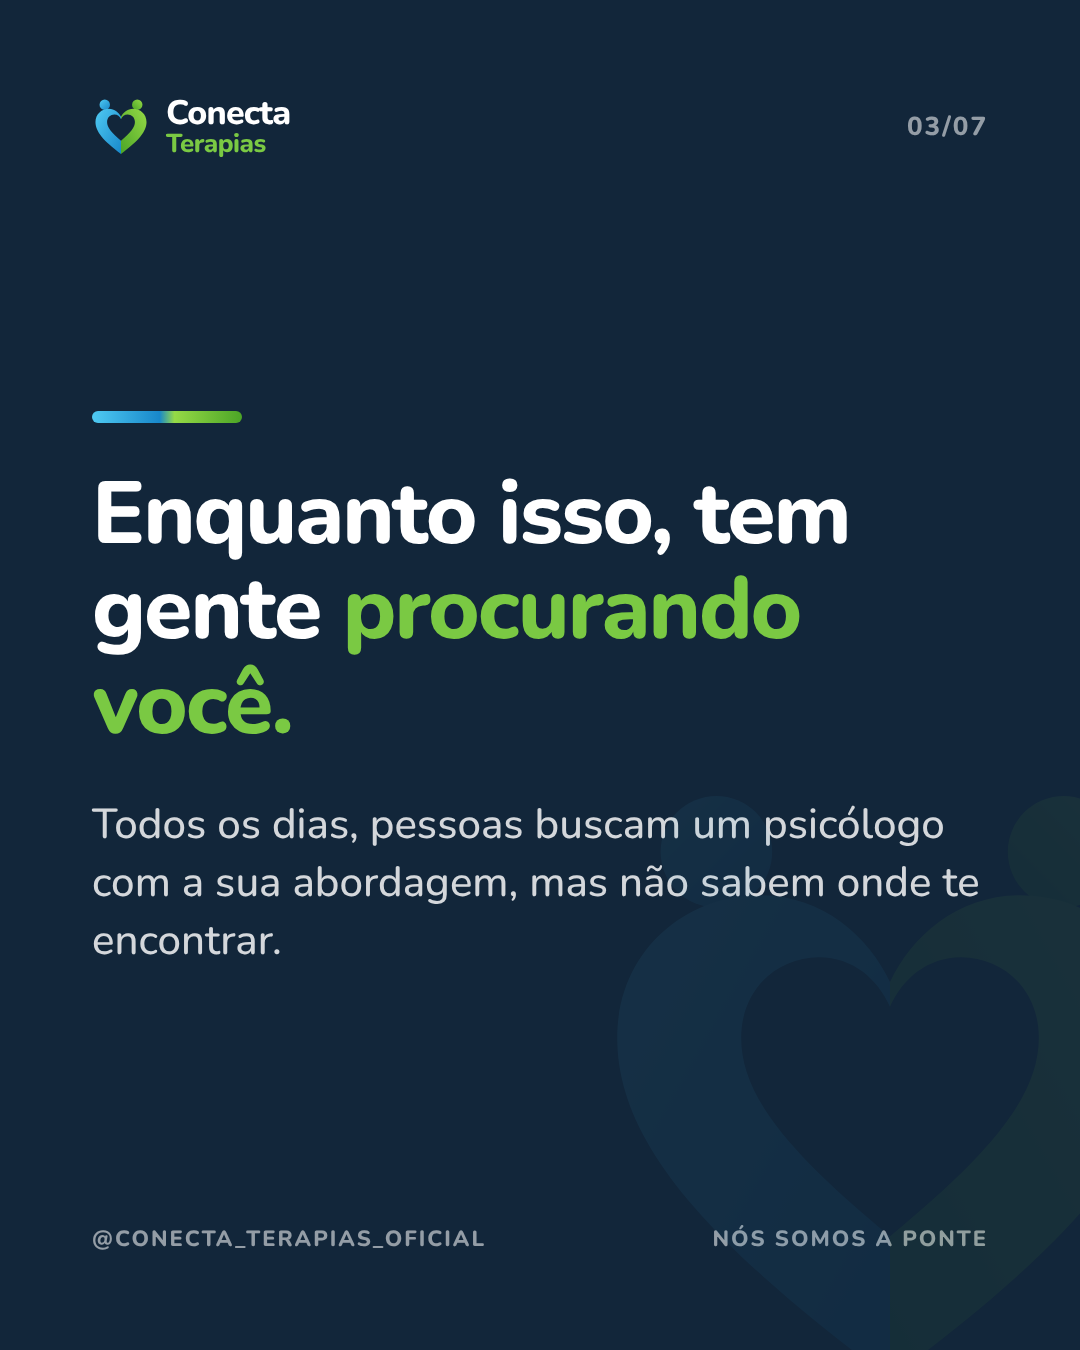 Conecta
Terapias
03/07
Enquanto isso, tem
gente procurando
você.
Todos os dias, pessoas buscam um psicólogo
com a sua abordagem, mas não sabem onde te
encontrar.
@CONECTA_TERAPIAS_OFICIAL
NÓS SOMOS A PONTE